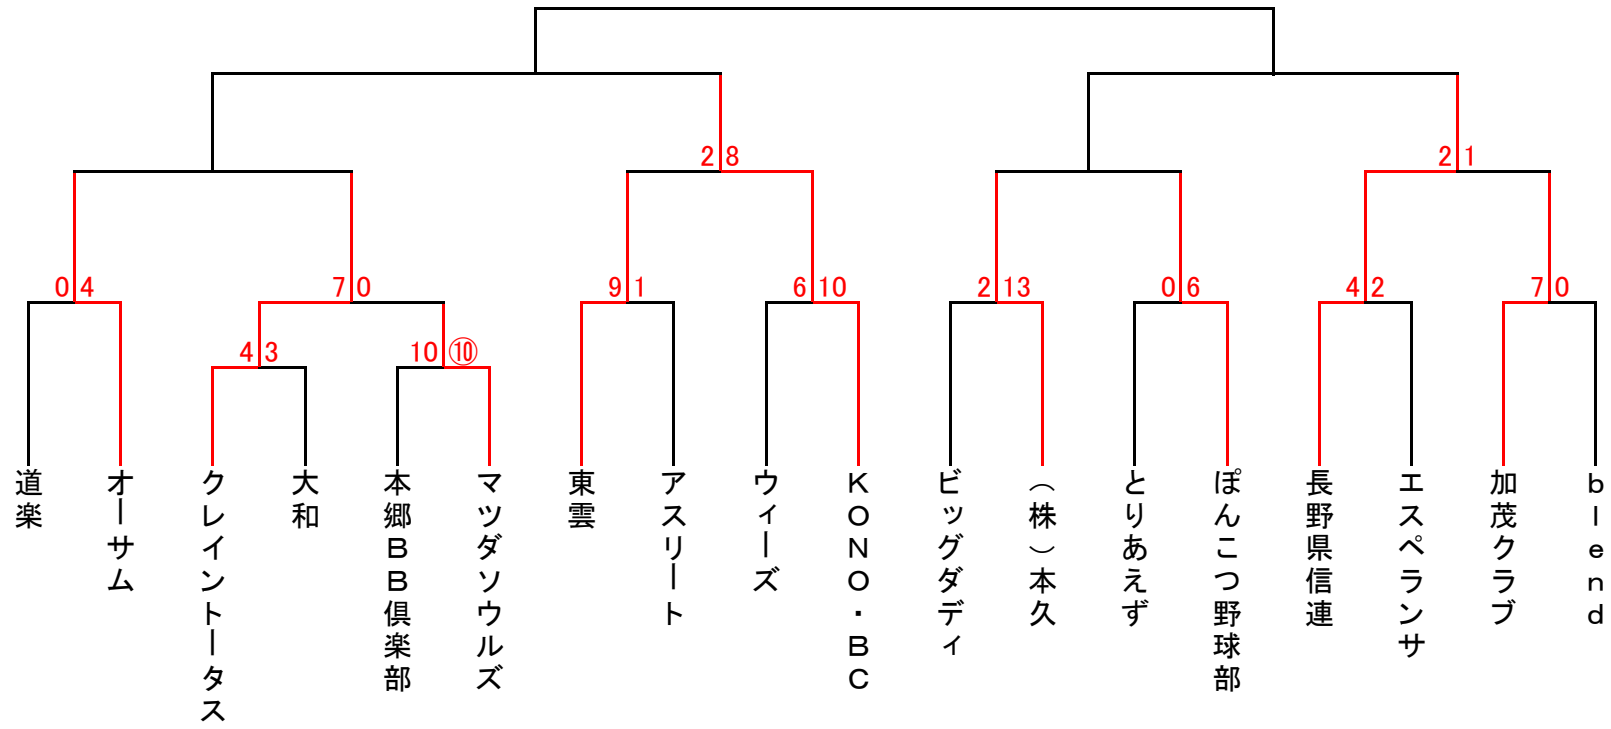 2 8
2 1
0 4
7 0
9 1
6 10
2 13
0 6
4 2
7 0
4 3
10 ⑩
道楽
オーサム
クレイントータス
大和
本郷BB倶楽部
マツダソウルズ
東雲
アスリート
ウィーズ
KONO・BC
ビッグダディ
(株)本久
とりあえず
ぽんこつ野球部
長野県信連
エスペランサ
加茂クラブ
blend